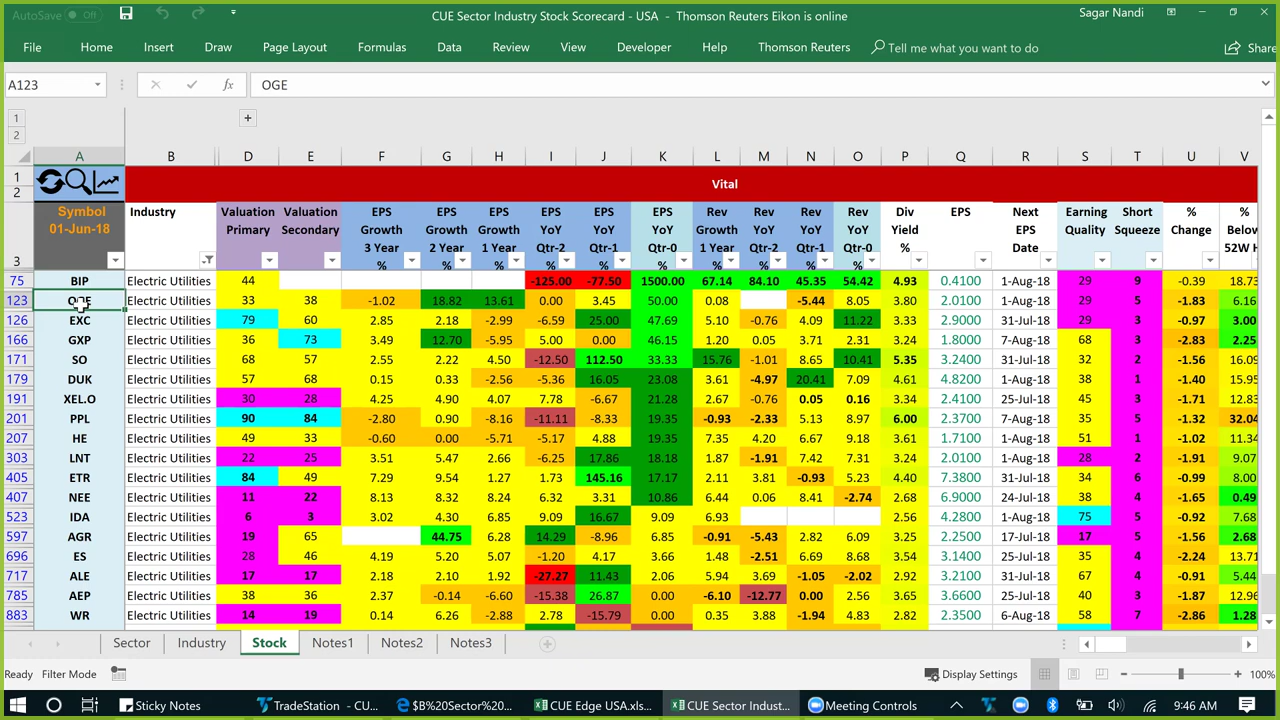 AutoSave Off CUE Sector Industry Stock Scorecard - USA - Thomson Reuters Eikon is online Sagar Nandi
File Home Insert Draw Page Layout Formulas Data Review View Developer Help Thomson Reuters Tell me what you want to do Share
A123 fx OGE
1
2
A B D E F G H I J K L M N O P Q R S T U V
1 Vital
2
3 Symbol 01-Jun-18 Industry Valuation Primary Valuation Secondary EPS Growth 3 Year % EPS Growth 2 Year % EPS Growth 1 Year % EPS YoY Qtr-2 % EPS YoY Qtr-1 % EPS YoY Qtr-0 % Rev Growth 1 Year % Rev YoY Qtr-2 % Rev YoY Qtr-1 % Rev YoY Qtr-0 % Div Yield % EPS Next EPS Date Earning Quality Short Squeeze % Change % Below 52W H
75 BIP Electric Utilities 44 -125.00 -77.50 1500.00 67.14 84.10 45.35 54.42 4.93 0.4100 1-Aug-18 29 9 -0.39 18.73
123 OGE Electric Utilities 33 38 -1.02 18.82 13.61 0.00 3.45 50.00 0.08 -5.44 8.05 3.80 2.0100 1-Aug-18 29 5 -1.83 6.16
126 EXC Electric Utilities 79 60 2.85 2.18 -2.99 -6.59 25.00 47.69 5.10 -0.76 4.09 11.22 3.33 2.9000 31-Jul-18 29 3 -0.97 3.00
166 GXP Electric Utilities 36 73 3.49 12.70 -5.95 5.00 0.00 46.15 1.20 0.05 3.71 2.31 3.24 1.8000 7-Aug-18 68 3 -2.83 2.25
171 SO Electric Utilities 68 57 2.55 2.22 4.50 -12.50 112.50 33.33 15.76 -1.01 8.65 10.41 5.35 3.2400 31-Jul-18 32 2 -1.56 16.09
179 DUK Electric Utilities 57 68 0.15 0.33 -2.56 -5.36 16.05 23.08 3.61 -4.97 20.41 7.09 4.61 4.8200 1-Aug-18 38 1 -1.40 15.95
191 XEL.O Electric Utilities 30 28 4.25 4.90 4.07 7.78 -6.67 21.28 2.67 -0.76 0.05 0.16 3.34 2.4100 25-Jul-18 45 3 -1.71 12.83
201 PPL Electric Utilities 90 84 -2.80 0.90 -8.16 -11.11 -8.33 19.35 -0.93 -2.33 5.13 8.97 6.00 2.3700 1-Aug-18 35 5 -1.32 32.04
207 HE Electric Utilities 49 33 -0.60 0.00 -5.71 -5.17 4.88 19.35 7.35 4.20 6.67 9.18 3.61 1.7100 1-Aug-18 51 1 -1.02 11.34
303 LNT Electric Utilities 22 25 3.51 5.47 2.66 -6.25 17.86 18.18 2.14 -1.91 6.42 7.31 3.24 2.1100 1-Aug-18 28 2 -1.91 9.07
405 ETR Electric Utilities 84 49 7.29 9.54 1.27 1.73 145.16 17.17 2.11 3.81 -0.93 5.23 4.40 7.3800 1-Aug-18 34 6 -0.99 8.00
407 NEE Electric Utilities 11 22 8.13 8.32 8.24 6.32 3.31 10.86 6.44 0.06 8.41 -2.74 2.68 6.9000 24-Jul-18 38 4 -1.65 0.49
523 IDA Electric Utilities 6 3 3.02 4.30 6.85 9.09 16.67 9.09 6.93 2.56 4.2800 1-Aug-18 75 5 -0.92 7.68
597 AGR Electric Utilities 19 65 44.75 6.28 14.29 -8.96 6.85 -0.91 -5.43 2.82 6.09 3.25 2.2500 1-Aug-18 17 5 -1.56 2.68
696 ES Electric Utilities 28 46 4.19 5.20 5.07 -1.20 4.17 3.66 1.48 -2.51 6.69 8.68 3.54 3.1400 25-Jul-18 35 4 -2.24 13.71
717 ALE Electric Utilities 17 17 2.18 2.10 1.92 -27.27 11.43 2.06 5.94 3.69 -1.05 -2.02 2.92 3.2100 31-Jul-18 67 4 -0.91 5.44
785 AEP Electric Utilities 38 36 2.37 -0.14 -6.60 -15.38 26.87 0.00 -6.10 -12.77 0.00 2.56 3.65 3.6600 25-Jul-18 40 3 -1.87 12.96
883 WR Electric Utilities 14 19 0.14 6.26 -2.88 2.78 -15.79 0.00 0.35 3.88 -1.94 4.83 2.82 2.3500 6-Aug-18 58 7 -2.86 1.28
Sector Industry Stock Notes1 Notes2 Notes3
Ready Filter Mode Display Settings 100%
Sticky Notes TradeStation - CU... $B%20Sector%20... CUE Edge USA.xls... CUE Sector Indust... Meeting Controls 9:46 AM